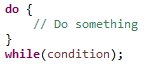 do {
    // Do something
}
while(condition);